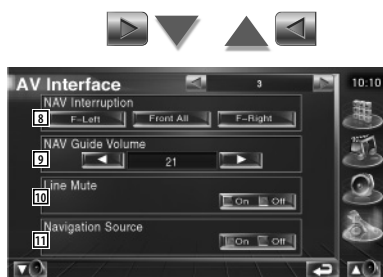 AV Interface 3 10:10
NAV Interruption
8 F-Left Front All F-Right
NAV Guide Volume
9 21
Line Mute
10 On Off
Navigation Source
11 On Off